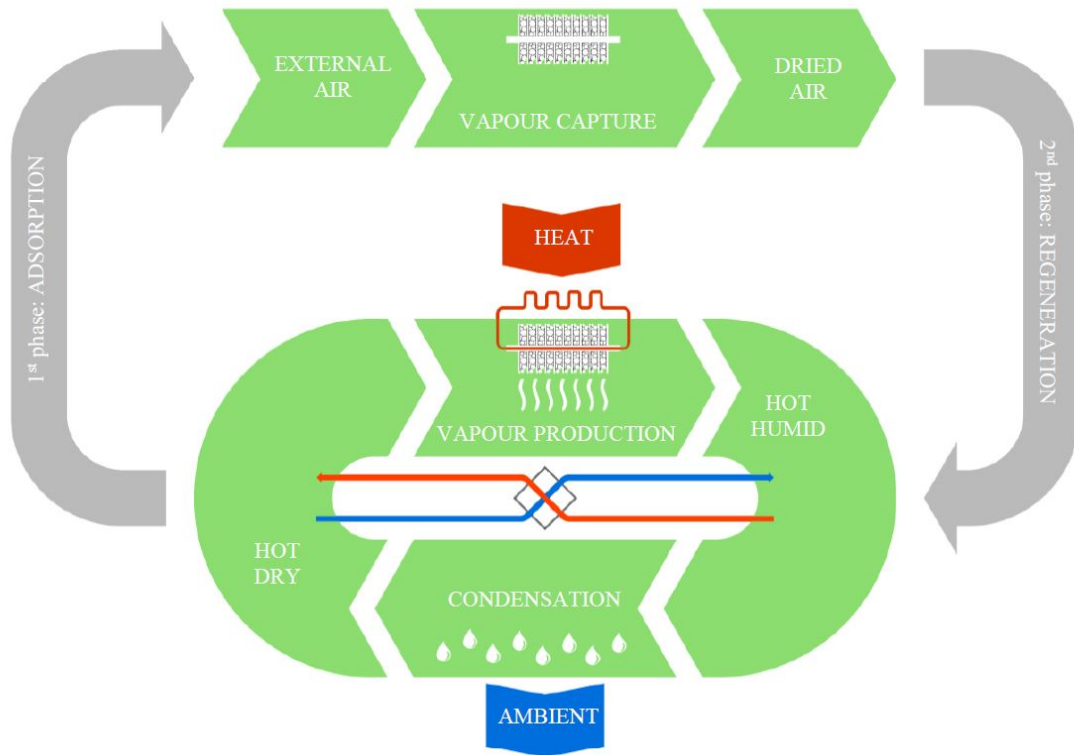 EXTERNAL
AIR
VAPOUR CAPTURE
DRIED
AIR
1st phase: ADSORPTION
2nd phase: REGENERATION
HEAT
VAPOUR PRODUCTION
HOT
HUMID
HOT
DRY
CONDENSATION
AMBIENT